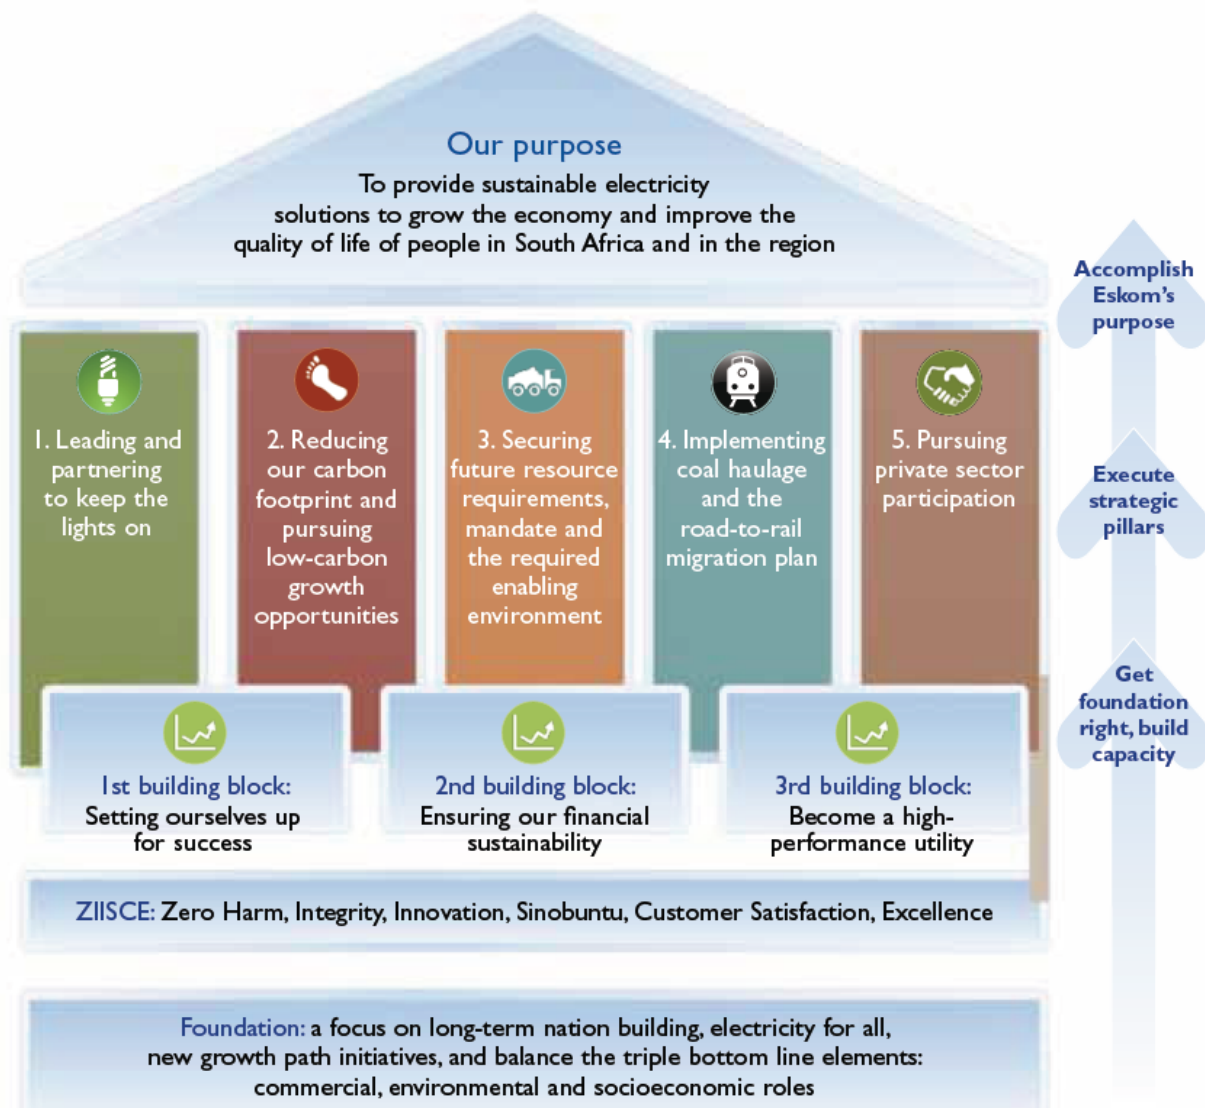 Our purpose
To provide sustainable electricity
solutions to grow the economy and improve the
quality of life of people in South Africa and in the region
Accomplish
Eskom's
purpose
1. Leading and
partnering
to keep the
lights on
2. Reducing
our carbon
footprint and
pursuing
low-carbon
growth
opportunities
3. Securing
future resource
requirements,
mandate and
the required
enabling
environment
4. Implementing
coal haulage
and the
road-to-rail
migration plan
5. Pursuing
private sector
participation
Execute
strategic
pillars
Get
foundation
right, build
capacity
1st building block:
Setting ourselves up
for success
2nd building block:
Ensuring our financial
sustainability
3rd building block:
Become a high-
performance utility
ZIISCE: Zero Harm, Integrity, Innovation, Sinobuntu, Customer Satisfaction, Excellence
Foundation: a focus on long-term nation building, electricity for all,
new growth path initiatives, and balance the triple bottom line elements:
commercial, environmental and socioeconomic roles